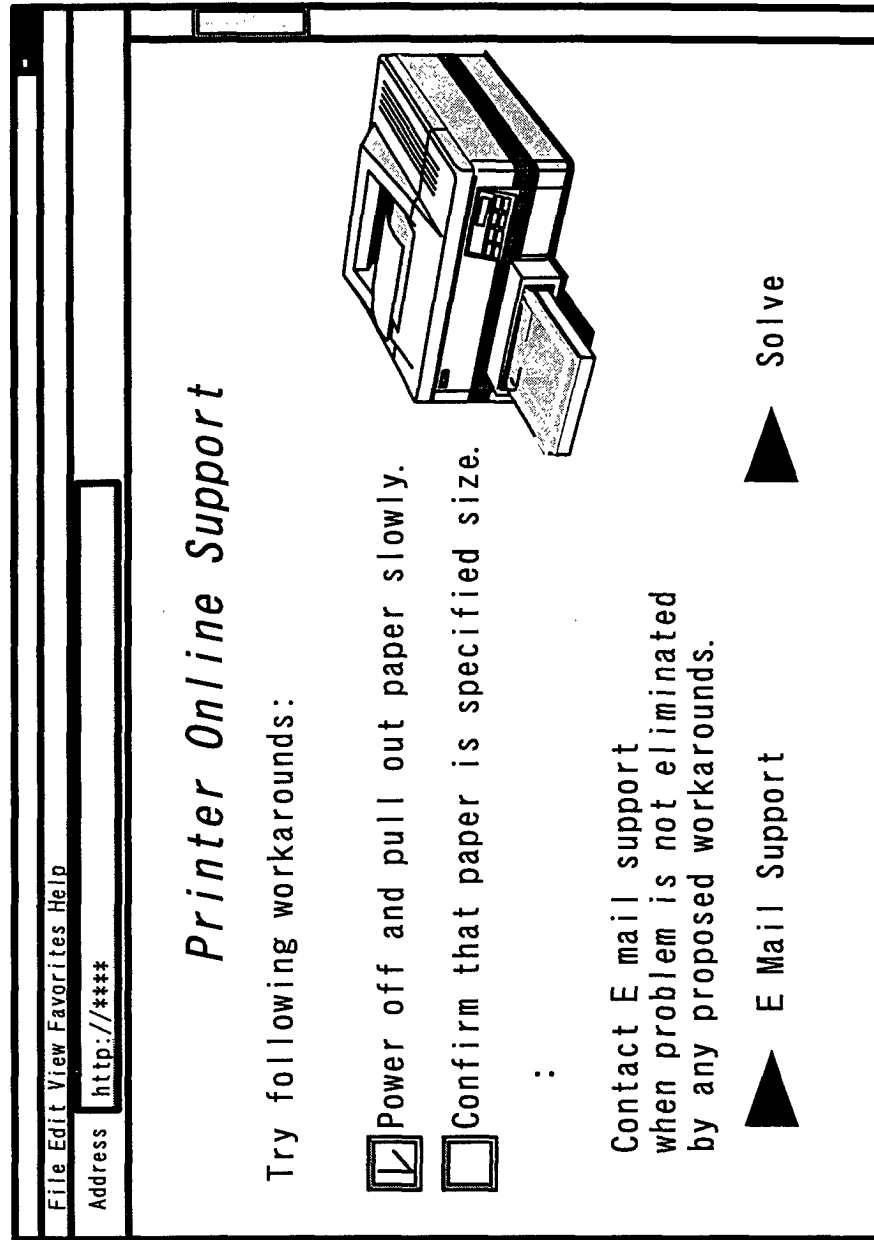 File Edit View Favorites Help
Address http://****
Printer Online Support
Try following workarounds:
Power off and pull out paper slowly.
Confirm that paper is specified size.
:
Contact E mail support
when problem is not eliminated
by any proposed workarounds.
E Mail Support
Solve